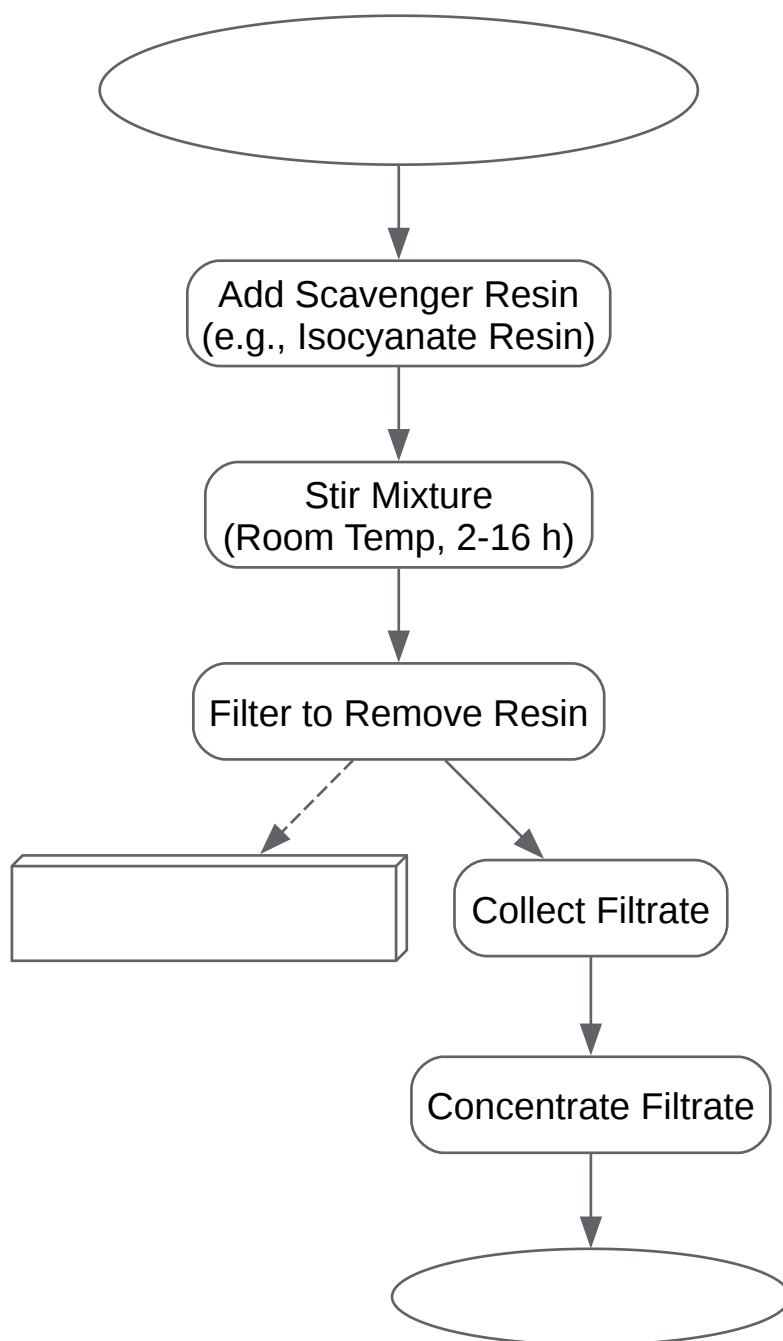 Add Scavenger Resin
(e.g., Isocyanate Resin)
Stir Mixture
(Room Temp, 2-16 h)
Filter to Remove Resin
Collect Filtrate
Concentrate Filtrate